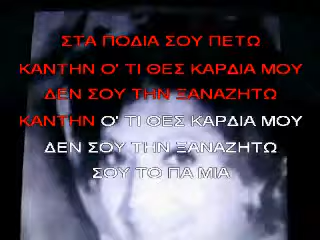 ΣΤΑ ΠΟΔΙΑ ΣΟΥ ΠΕΤΩ
ΚΑΝΤΗΝ Ο' ΤΙ ΘΕΣ ΚΑΡΔΙΑ ΜΟΥ
ΔΕΝ ΣΟΥ ΤΗΝ ΞΑΝΑΖΗΤΩ
ΚΑΝΤΗΝ Ο' ΤΙ ΘΕΣ ΚΑΡΔΙΑ ΜΟΥ
ΔΕΝ ΣΟΥ ΤΗΝ ΞΑΝΑΖΗΤΩ
ΣΟΥ ΤΟ ΠΑ ΜΙΑ